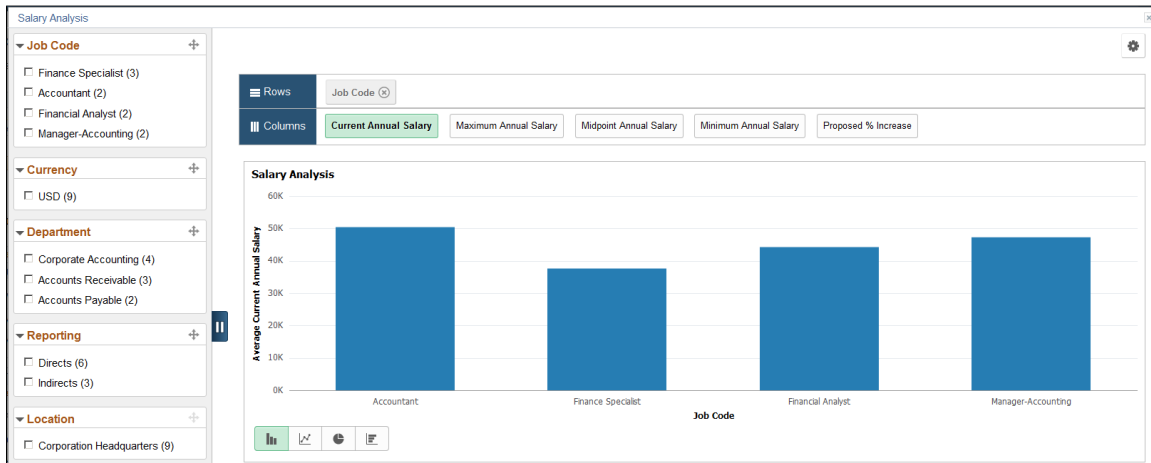 Salary Analysis
Job Code
Finance Specialist (3)
Accountant (2)
Financial Analyst (2)
Manager-Accounting (2)
Currency
USD (9)
Department
Corporate Accounting (4)
Accounts Receivable (3)
Accounts Payable (2)
Reporting
Directs (6)
Indirects (3)
Location
Corporation Headquarters (9)
Rows
Job Code
Columns
Current Annual Salary
Maximum Annual Salary
Midpoint Annual Salary
Minimum Annual Salary
Proposed % Increase
Salary Analysis
Average Current Annual Salary
60K
50K
40K
30K
20K
10K
0K
Accountant
Finance Specialist
Financial Analyst
Manager-Accounting
Job Code